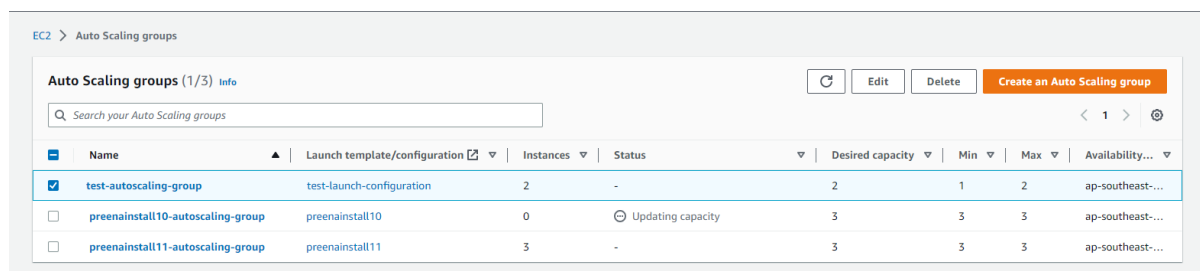 EC2 > Auto Scaling groups
Auto Scaling groups (1/3) Info Edit Delete Create an Auto Scaling group
Search your Auto Scaling groups < 1 >
Name Launch template/configuration Instances Status Desired capacity Min Max Availability...
test-autoscaling-group test-launch-configuration 2 - 2 1 2 ap-southeast-...
preenainstall10-autoscaling-group preenainstall10 0 Updating capacity 3 3 3 ap-southeast-...
preenainstall11-autoscaling-group preenainstall11 3 - 3 3 3 ap-southeast-...